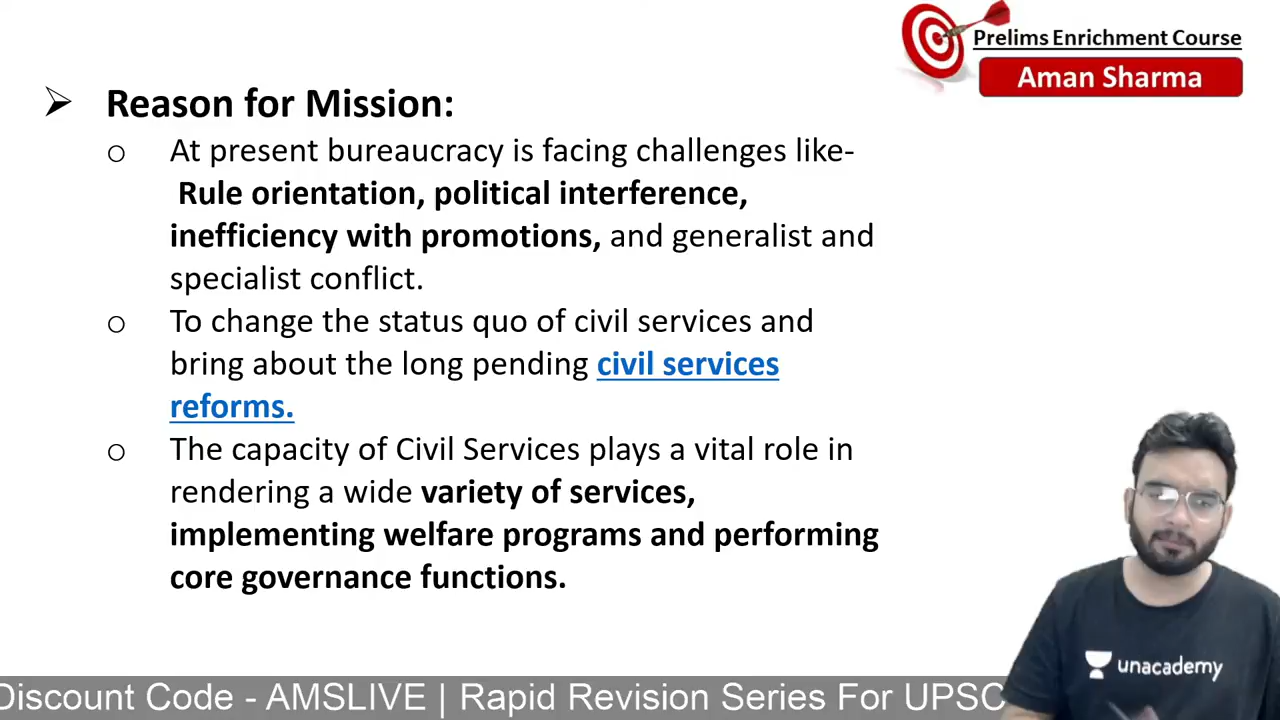 Prelims Enrichment Course
Aman Sharma
Reason for Mission:
At present bureaucracy is facing challenges like-
Rule orientation, political interference,
inefficiency with promotions, and generalist and
specialist conflict.
To change the status quo of civil services and
bring about the long pending civil services
reforms.
The capacity of Civil Services plays a vital role in
rendering a wide variety of services,
implementing welfare programs and performing
core governance functions.
unacademy
Discount Code - AMSLIVE | Rapid Revision Series For UPSC